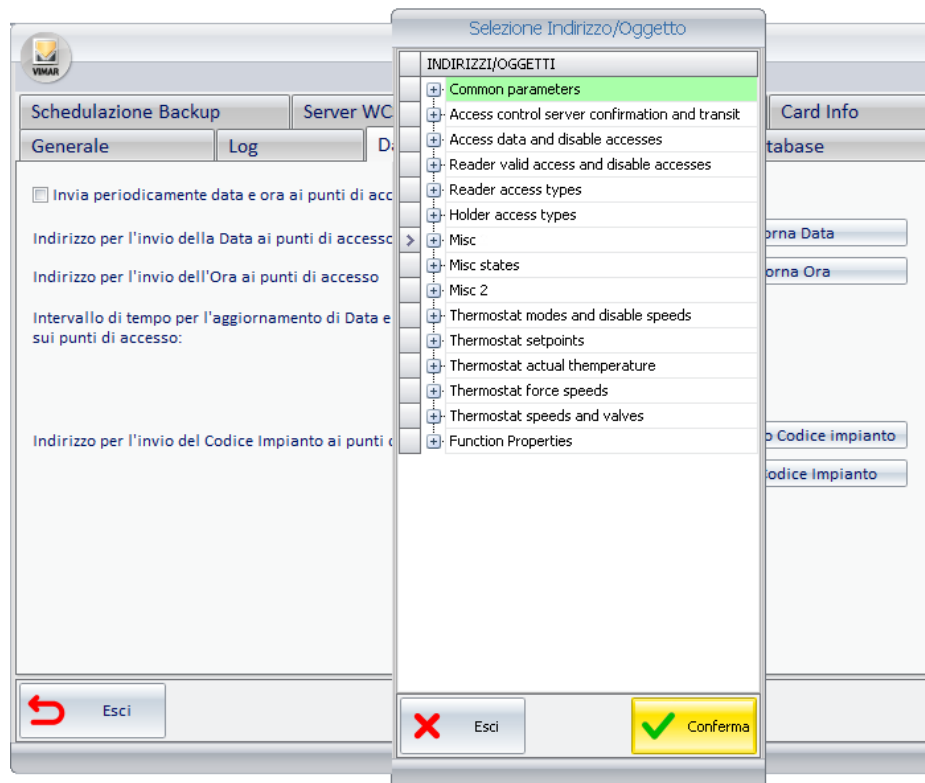 Selezione Indirizzo/Oggetto
INDIRIZZI/OGGETTI
Common parameters
Access control server confirmation and transit
Access data and disable accesses
Reader valid access and disable accesses
Reader access types
Holder access types
Misc
Misc states
Misc 2
Thermostat modes and disable speeds
Thermostat setpoints
Thermostat actual themperature
Thermostat force speeds
Thermostat speeds and valves
Function Properties
Esci
Conferma
VIMAR
Schedulazione Backup
Server WC
Card Info
Generale
Log
Da
tabase
Invia periodicamente data e ora ai punti di acc
Indirizzo per l'invio della Data ai punti di accesso
orna Data
Indirizzo per l'invio dell'Ora ai punti di accesso
orna Ora
Intervallo di tempo per l'aggiornamento di Data e
sui punti di accesso:
Indirizzo per l'invio del Codice Impianto ai punti d
o Codice impianto
Codice Impianto
Esci